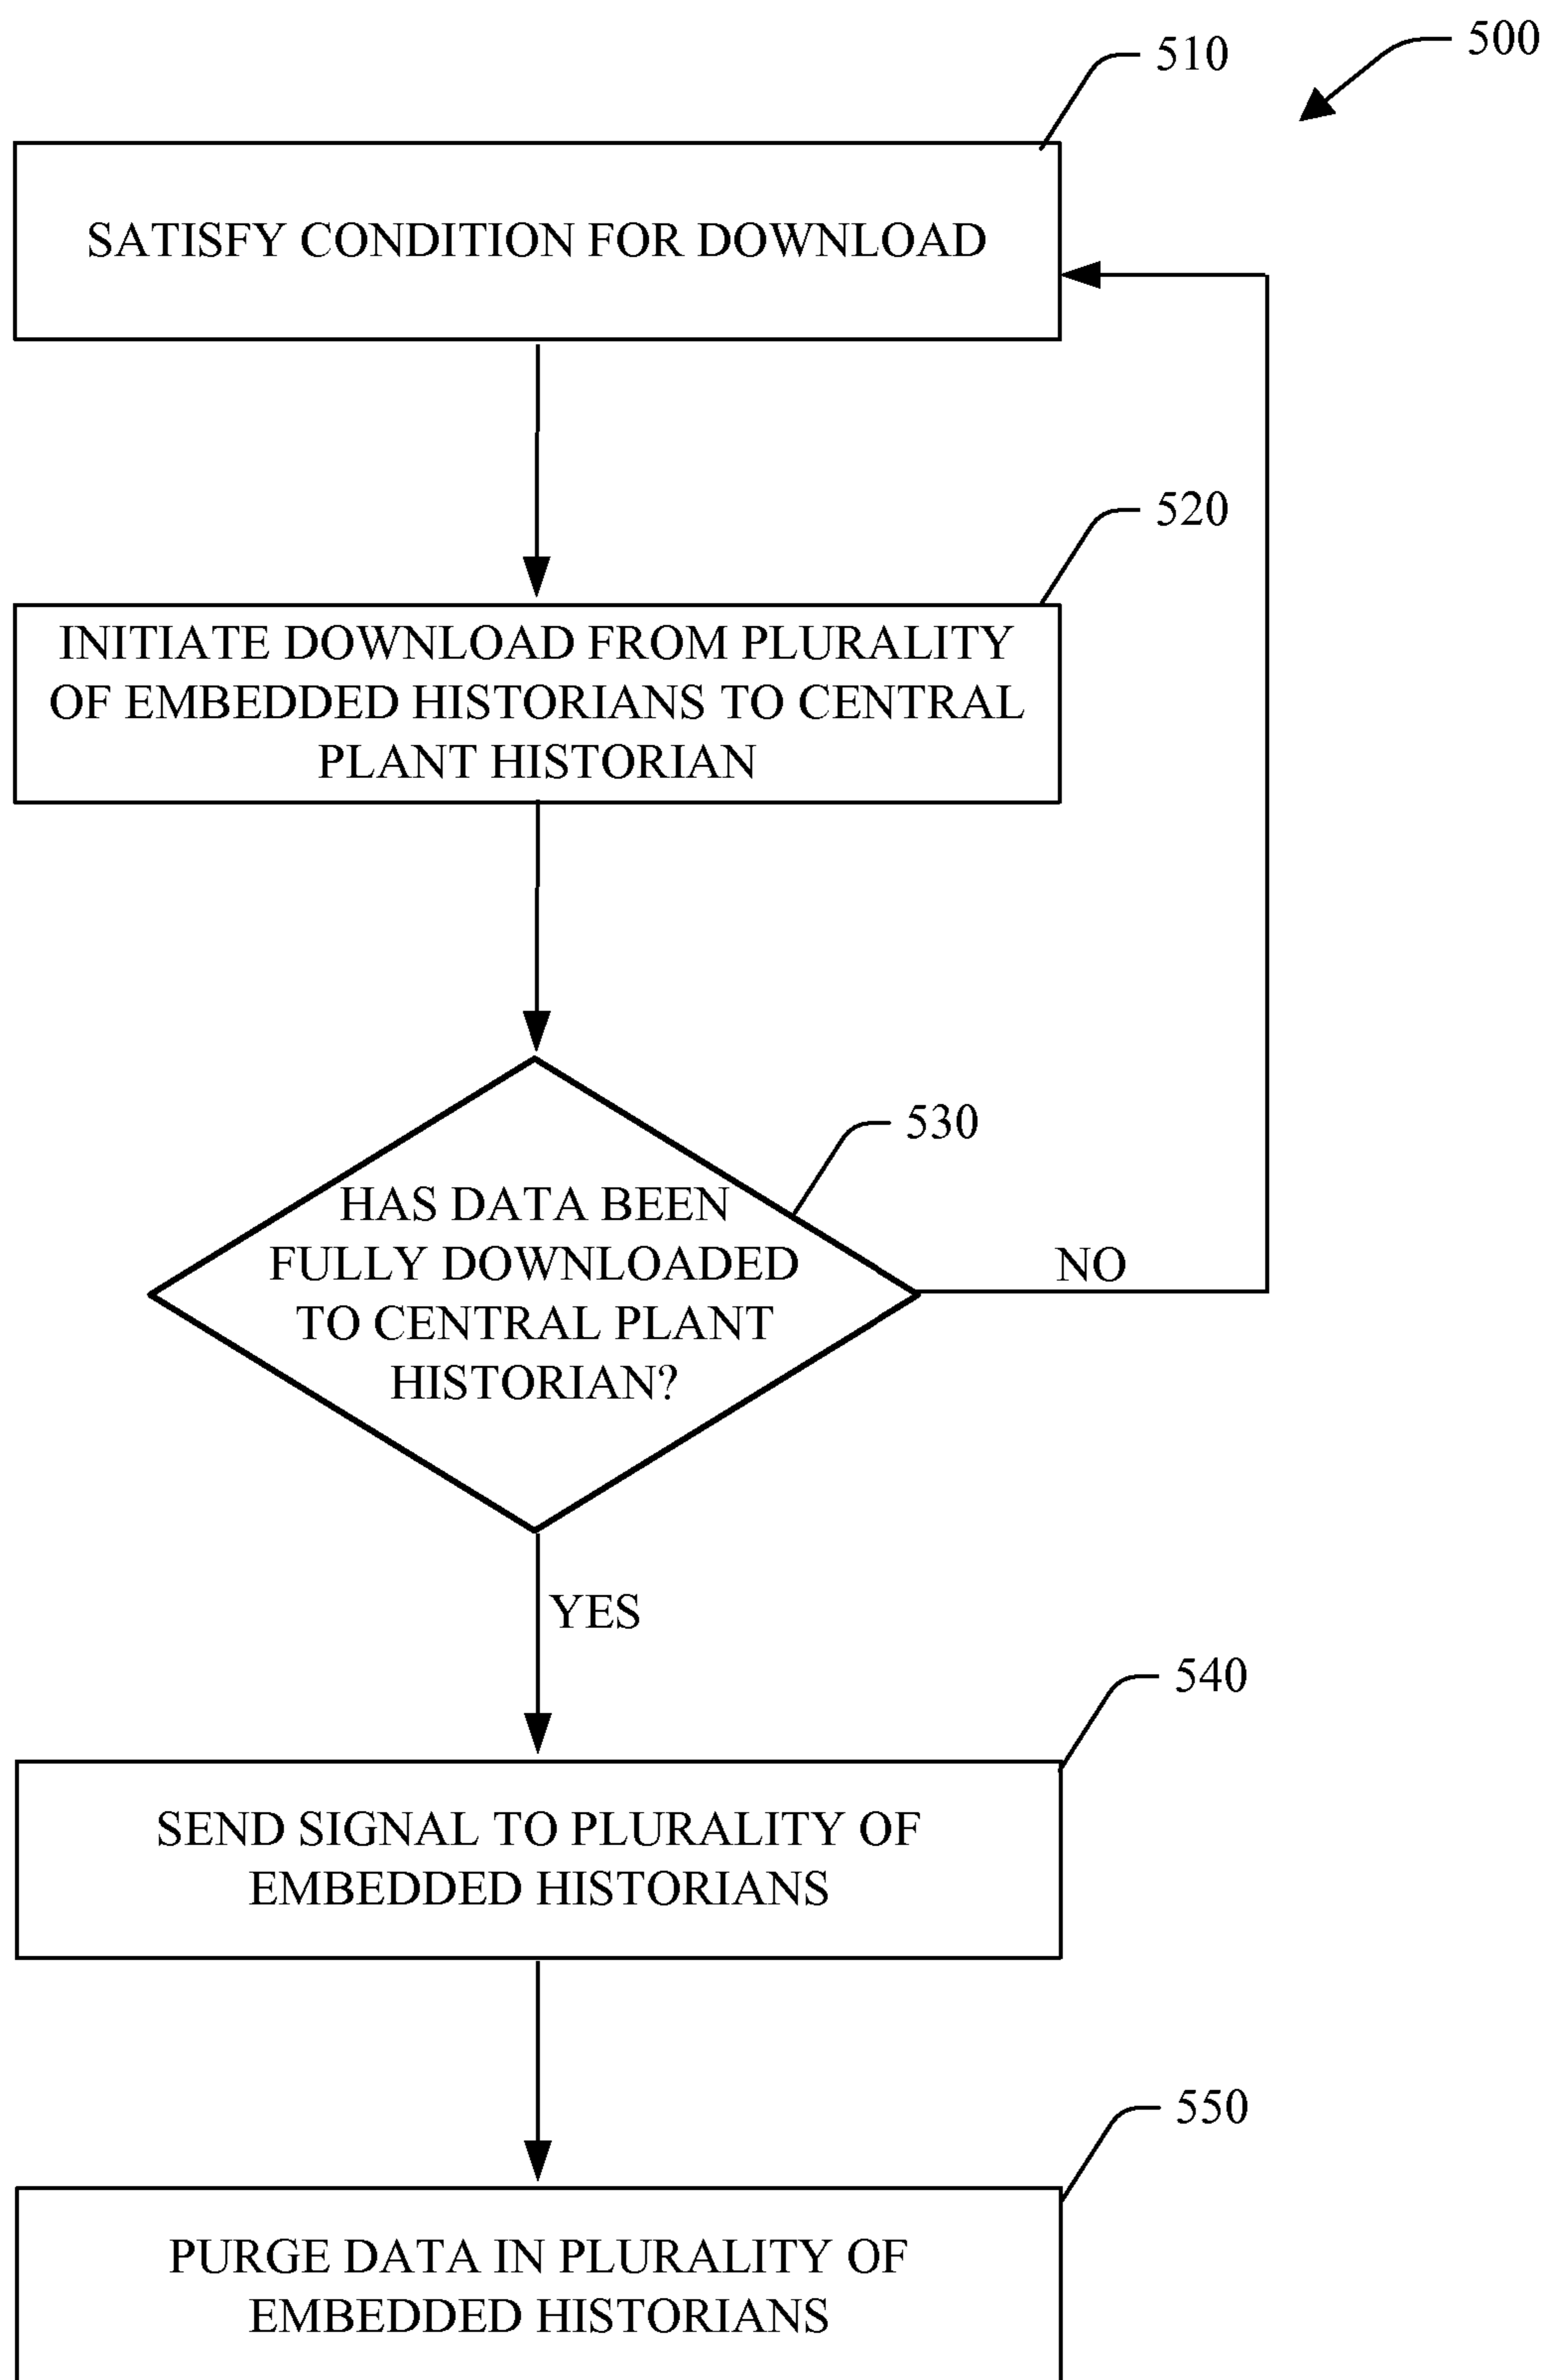 500
510
SATISFY CONDITION FOR DOWNLOAD
520
INITIATE DOWNLOAD FROM PLURALITY
OF EMBEDDED HISTORIANS TO CENTRAL
PLANT HISTORIAN
530
HAS DATA BEEN
FULLY DOWNLOADED
TO CENTRAL PLANT
HISTORIAN?
NO
YES
540
SEND SIGNAL TO PLURALITY OF
EMBEDDED HISTORIANS
550
PURGE DATA IN PLURALITY OF
EMBEDDED HISTORIANS